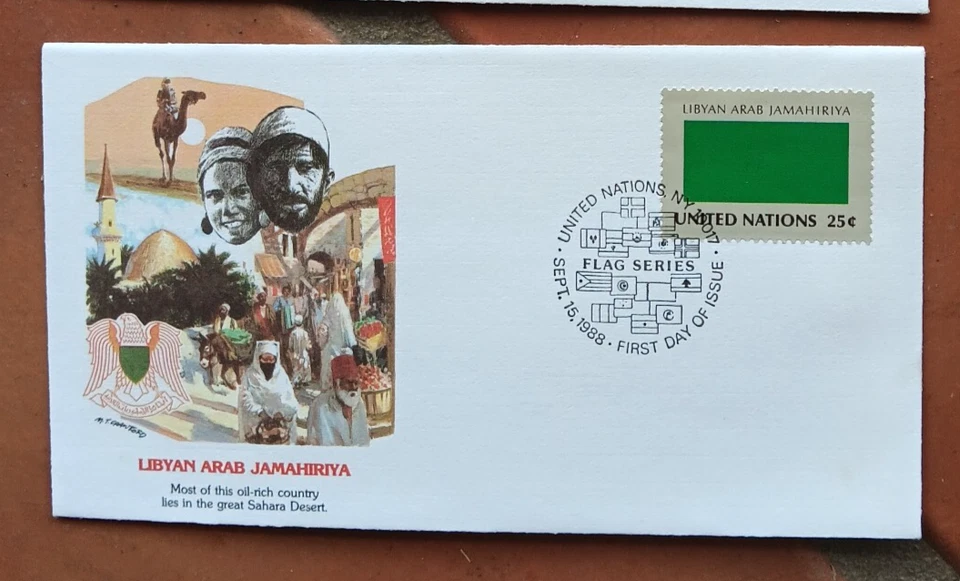 LIBYAN ARAB JAMAHIRIYA
UNITED NATIONS 25¢
UNITED NATIONS, NY 10017
FLAG SERIES
SEPT. 15, 1988 · FIRST DAY OF ISSUE
LIBYAN ARAB JAMAHIRIYA
Most of this oil-rich country
lies in the great Sahara Desert.